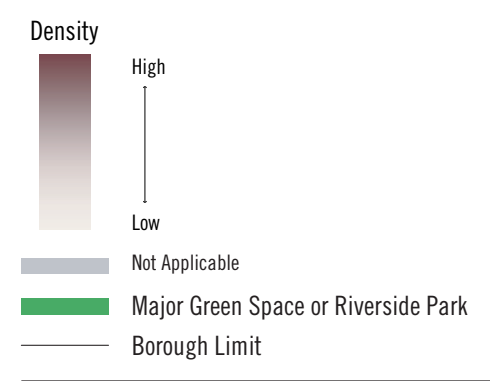 Density
High
Low
Not Applicable
Major Green Space or Riverside Park
Borough Limit